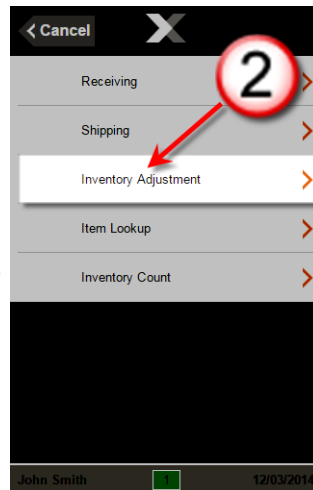 Cancel
X
2
Receiving
Shipping
Inventory Adjustment
Item Lookup
Inventory Count
John Smith 1 12/03/2014